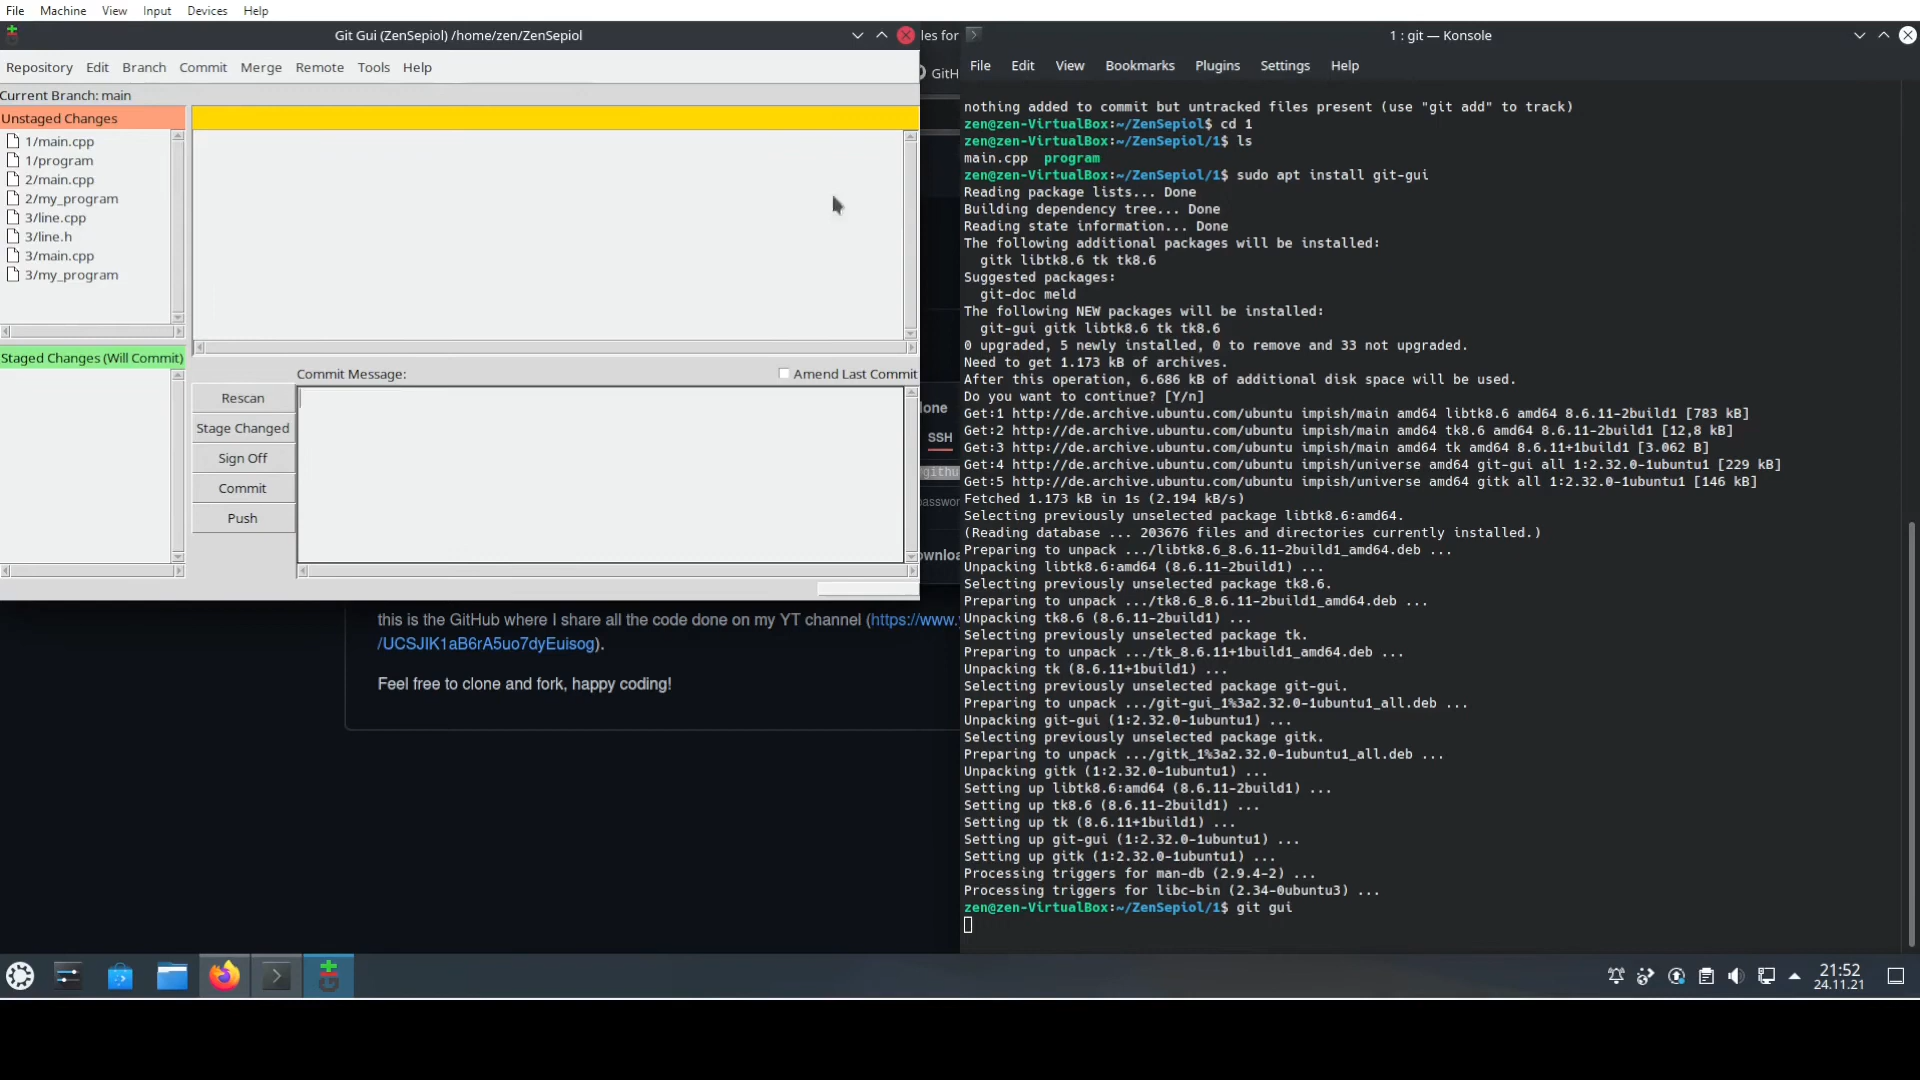 File Machine View Input Devices Help
Git Gui (ZenSepiol) /home/zen/ZenSepiol
les for
1 : git — Konsole
Repository Edit Branch Commit Merge Remote Tools Help
GitH
File Edit View Bookmarks Plugins Settings Help
Current Branch: main
Unstaged Changes
1/main.cpp
1/program
2/main.cpp
2/my_program
3/line.cpp
3/line.h
3/main.cpp
3/my_program
Staged Changes (Will Commit)
Commit Message:
Amend Last Commit
Rescan
Stage Changed
Sign Off
Commit
Push
lone
SSH
githu
asswor
ownloa
this is the GitHub where I share all the code done on my YT channel (https://www.
/UCSJIK1aB6rA5uo7dyEuisog).
Feel free to clone and fork, happy coding!
nothing added to commit but untracked files present (use "git add" to track)
zen@zen-VirtualBox:~/ZenSepiol$ cd 1
zen@zen-VirtualBox:~/ZenSepiol/1$ ls
main.cpp program
zen@zen-VirtualBox:~/ZenSepiol/1$ sudo apt install git-gui
Reading package lists... Done
Building dependency tree... Done
Reading state information... Done
The following additional packages will be installed:
gitk libtk8.6 tk tk8.6
Suggested packages:
git-doc meld
The following NEW packages will be installed:
git-gui gitk libtk8.6 tk tk8.6
0 upgraded, 5 newly installed, 0 to remove and 33 not upgraded.
Need to get 1.173 kB of archives.
After this operation, 6.686 kB of additional disk space will be used.
Do you want to continue? [Y/n]
Get:1 http://de.archive.ubuntu.com/ubuntu impish/main amd64 libtk8.6 amd64 8.6.11-2build1 [783 kB]
Get:2 http://de.archive.ubuntu.com/ubuntu impish/main amd64 tk8.6 amd64 8.6.11-2build1 [12,8 kB]
Get:3 http://de.archive.ubuntu.com/ubuntu impish/main amd64 tk amd64 8.6.11+1build1 [3.062 B]
Get:4 http://de.archive.ubuntu.com/ubuntu impish/universe amd64 git-gui all 1:2.32.0-1ubuntu1 [229 kB]
Get:5 http://de.archive.ubuntu.com/ubuntu impish/universe amd64 gitk all 1:2.32.0-1ubuntu1 [146 kB]
Fetched 1.173 kB in 1s (2.194 kB/s)
Selecting previously unselected package libtk8.6:amd64.
(Reading database ... 203676 files and directories currently installed.)
Preparing to unpack .../libtk8.6_8.6.11-2build1_amd64.deb ...
Unpacking libtk8.6:amd64 (8.6.11-2build1) ...
Selecting previously unselected package tk8.6.
Preparing to unpack .../tk8.6_8.6.11-2build1_amd64.deb ...
Unpacking tk8.6 (8.6.11-2build1) ...
Selecting previously unselected package tk.
Preparing to unpack .../tk_8.6.11+1build1_amd64.deb ...
Unpacking tk (8.6.11+1build1) ...
Selecting previously unselected package git-gui.
Preparing to unpack .../git-gui_1%3a2.32.0-1ubuntu1_all.deb ...
Unpacking git-gui (1:2.32.0-1ubuntu1) ...
Selecting previously unselected package gitk.
Preparing to unpack .../gitk_1%3a2.32.0-1ubuntu1_all.deb ...
Unpacking gitk (1:2.32.0-1ubuntu1) ...
Setting up libtk8.6:amd64 (8.6.11-2build1) ...
Setting up tk8.6 (8.6.11-2build1) ...
Setting up tk (8.6.11+1build1) ...
Setting up git-gui (1:2.32.0-1ubuntu1) ...
Setting up gitk (1:2.32.0-1ubuntu1) ...
Processing triggers for man-db (2.9.4-2) ...
Processing triggers for libc-bin (2.34-0ubuntu3) ...
zen@zen-VirtualBox:~/ZenSepiol/1$ git gui
21:52
24.11.21